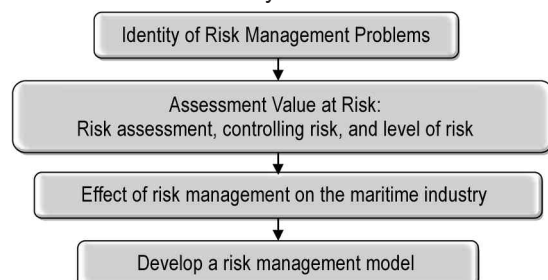 Identity of Risk Management Problems
Assessment Value at Risk:
Risk assessment, controlling risk, and level of risk
Effect of risk management on the maritime industry
Develop a risk management model